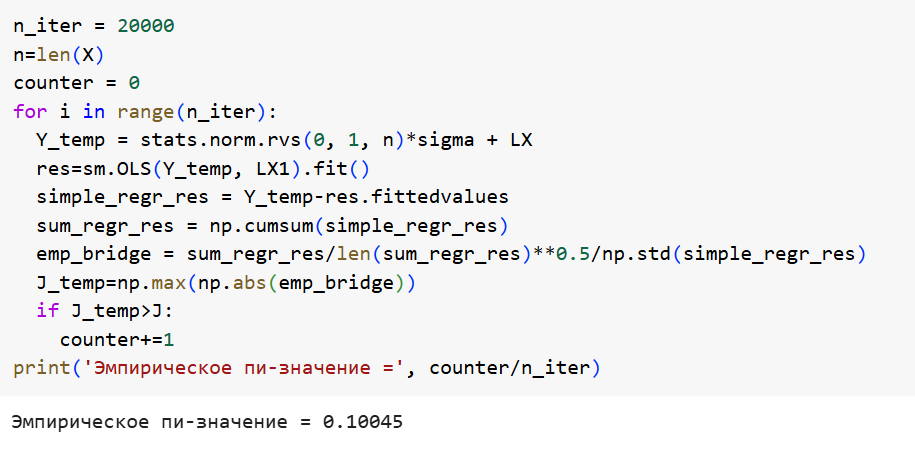 n_iter = 20000
n=len(X)
counter = 0
for i in range(n_iter):
  Y_temp = stats.norm.rvs(0, 1, n)*sigma + LX
  res=sm.OLS(Y_temp, LX1).fit()
  simple_regr_res = Y_temp-res.fittedvalues
  sum_regr_res = np.cumsum(simple_regr_res)
  emp_bridge = sum_regr_res/len(sum_regr_res)**0.5/np.std(simple_regr_res)
  J_temp=np.max(np.abs(emp_bridge))
  if J_temp>J:
    counter+=1
print('Эмпирическое пи-значение =', counter/n_iter)
Эмпирическое пи-значение = 0.10045